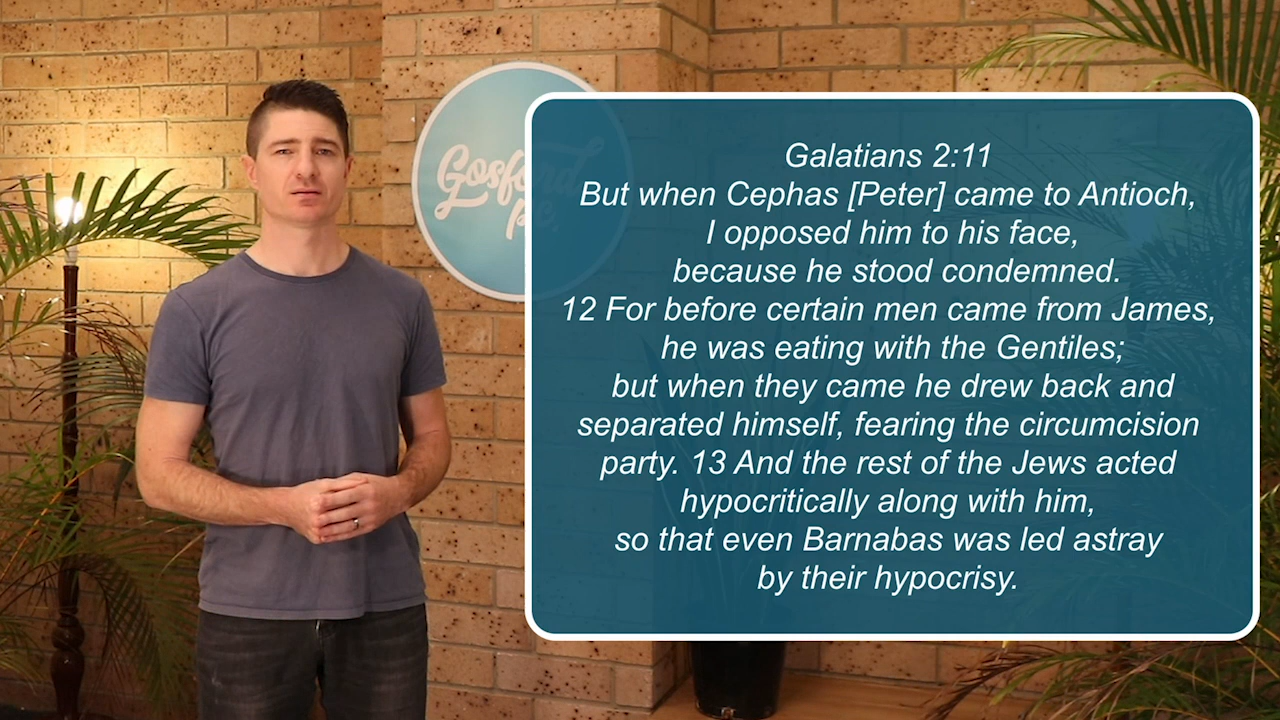 Galatians 2:11
But when Cephas [Peter] came to Antioch,
I opposed him to his face,
because he stood condemned.
12 For before certain men came from James,
he was eating with the Gentiles;
but when they came he drew back and
separated himself, fearing the circumcision
party. 13 And the rest of the Jews acted
hypocritically along with him,
so that even Barnabas was led astray
by their hypocrisy.
Gosford